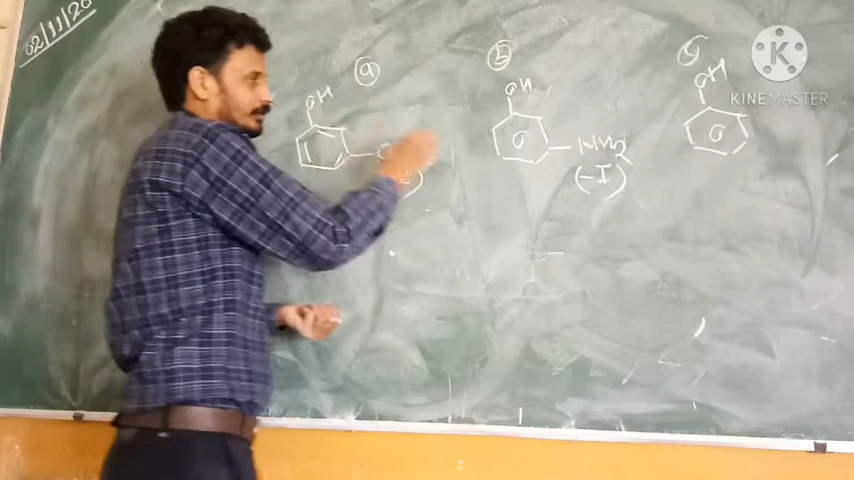 02/11/20
a
b
c
OH
OH
OH
NH2
(-I)
K
KINEMASTER